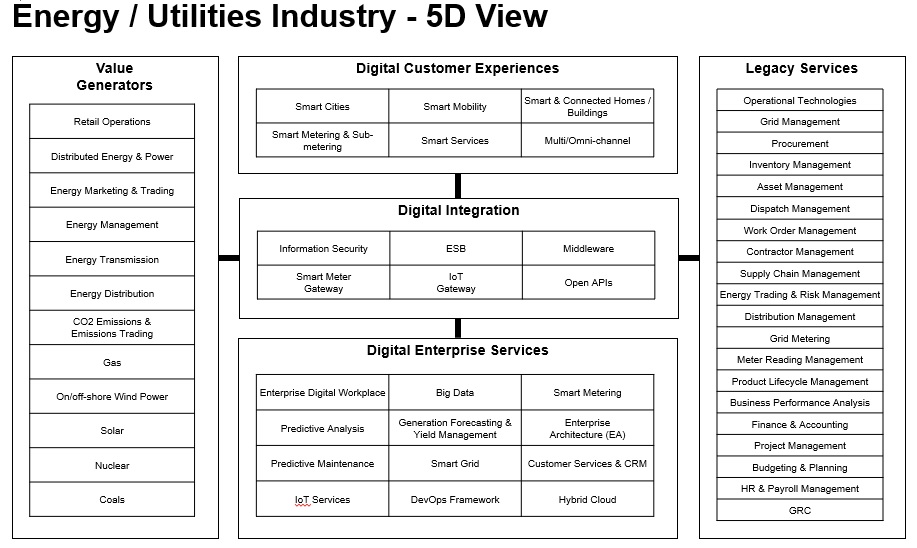 Energy / Utilities Industry - 5D View
Value
Generators
Retail Operations
Distributed Energy & Power
Energy Marketing & Trading
Energy Management
Energy Transmission
Energy Distribution
CO2 Emissions &
Emissions Trading
Gas
On/off-shore Wind Power
Solar
Nuclear
Coals
Digital Customer Experiences
Smart Cities
Smart Mobility
Smart & Connected Homes /
Buildings
Smart Metering & Sub-
metering
Smart Services
Multi/Omni-channel
Digital Integration
Information Security
ESB
Middleware
Smart Meter
Gateway
IoT
Gateway
Open APIs
Digital Enterprise Services
Enterprise Digital Workplace
Big Data
Smart Metering
Predictive Analysis
Generation Forecasting &
Yield Management
Enterprise
Architecture (EA)
Predictive Maintenance
Smart Grid
Customer Services & CRM
IoT Services
DevOps Framework
Hybrid Cloud
Legacy Services
Operational Technologies
Grid Management
Procurement
Inventory Management
Asset Management
Dispatch Management
Work Order Management
Contractor Management
Supply Chain Management
Energy Trading & Risk Management
Distribution Management
Grid Metering
Meter Reading Management
Product Lifecycle Management
Business Performance Analysis
Finance & Accounting
Project Management
Budgeting & Planning
HR & Payroll Management
GRC